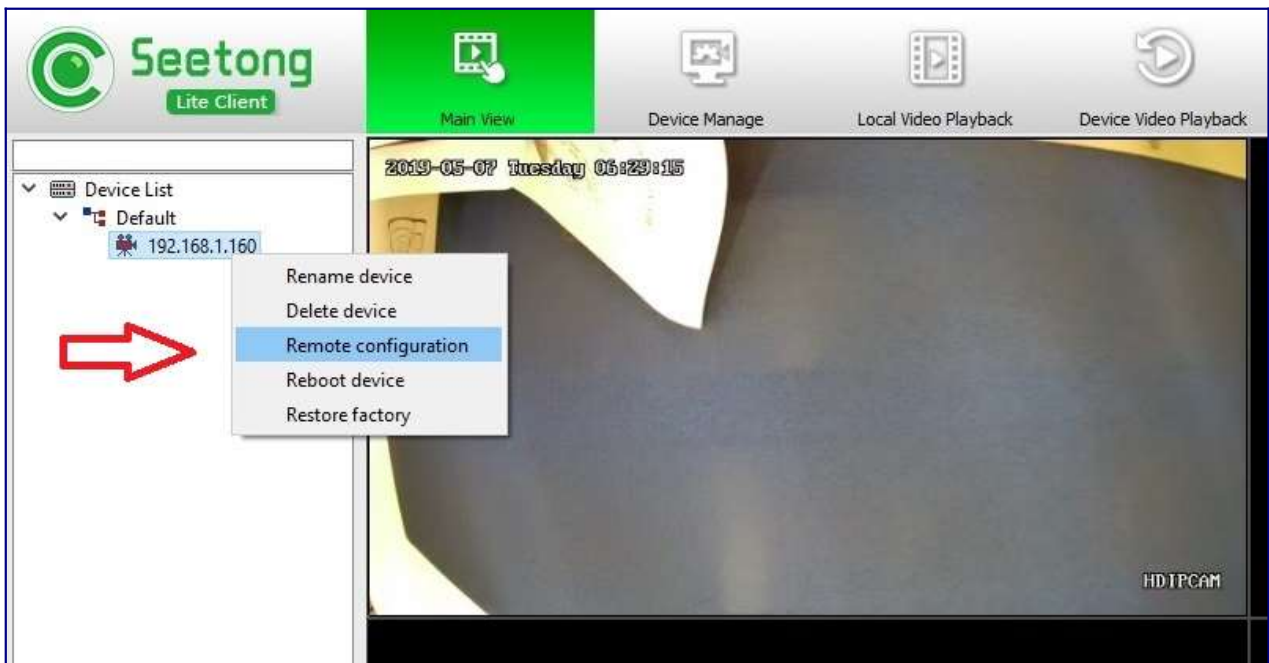 Seetong
Lite Client
Main View
Device Manage
Local Video Playback
Device Video Playback
2019-05-07 Tuesday 06:29:15
Device List
Default
192.168.1.160
Rename device
Delete device
Remote configuration
Reboot device
Restore factory
HDIPCAM